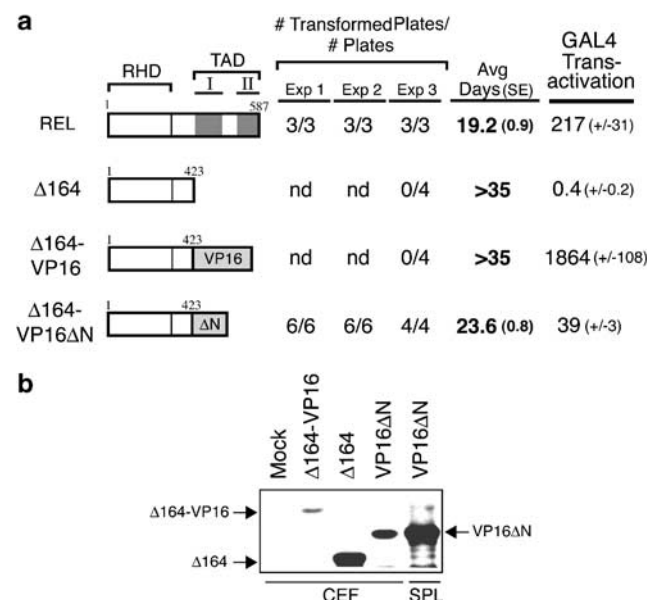 a
# Transformed Plates/
# Plates
GAL4
Trans-
activation
RHD
TAD
I II
Exp 1 Exp 2 Exp 3
Avg
Days (SE)
1 587
REL 3/3 3/3 3/3 19.2 (0.9) 217 (+/-31)
1 423
Δ164 nd nd 0/4 >35 0.4 (+/-0.2)
1 423
Δ164-
VP16
VP16 nd nd 0/4 >35 1864 (+/-108)
1 423
Δ164-
VP16ΔN
ΔN 6/6 6/6 4/4 23.6 (0.8) 39 (+/-3)
b
Mock
Δ164-VP16
Δ164
VP16ΔN
VP16ΔN
Δ164-VP16
VP16ΔN
Δ164
CEF SPL